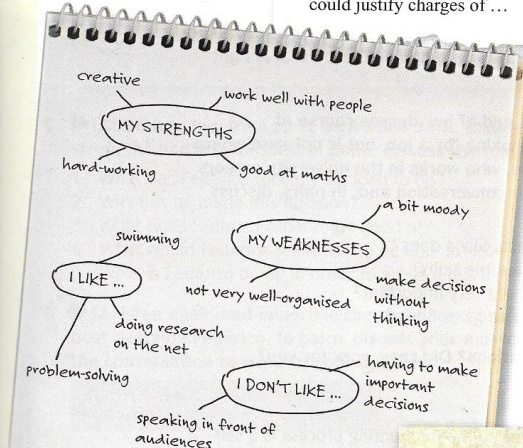 could justify charges of ...
creative
work well with people
MY STRENGTHS
hard-working
good at maths
a bit moody
swimming
MY WEAKNESSES
I LIKE ...
not very well-organised
make decisions
without
thinking
doing research
on the net
problem-solving
having to make
important
decisions
I DON'T LIKE ...
speaking in front of
audiences